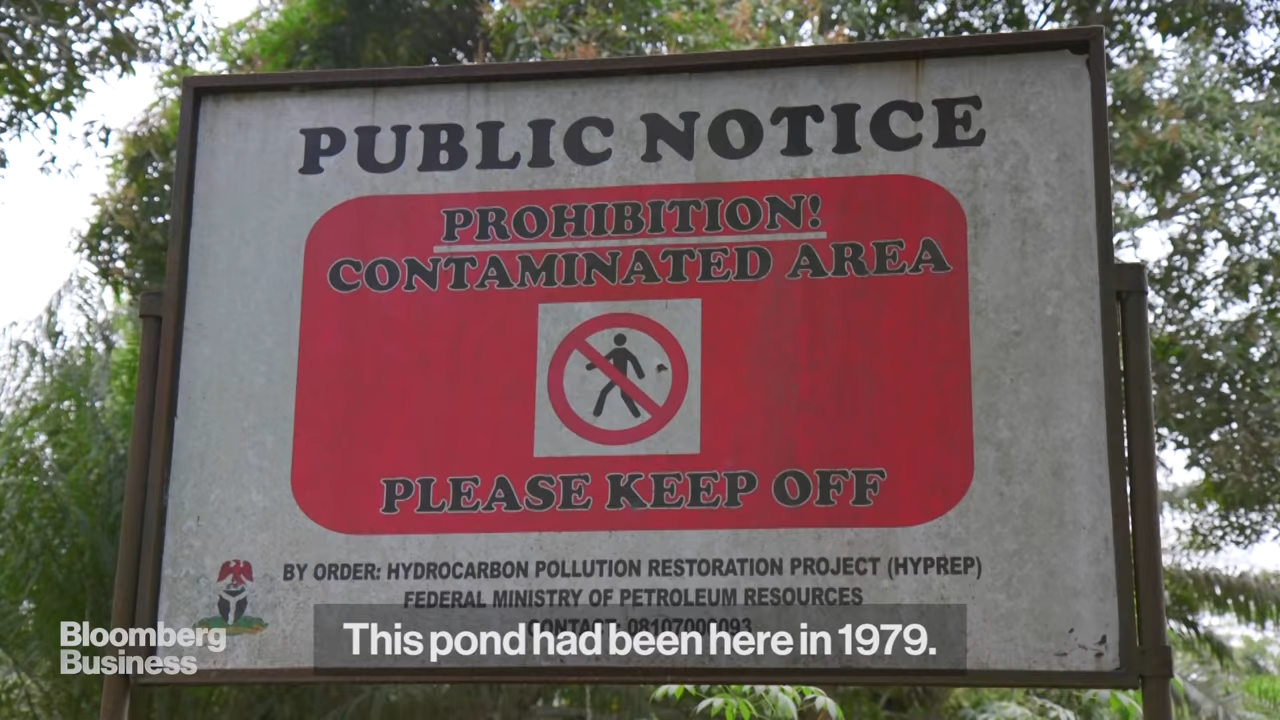 PUBLIC NOTICE
PROHIBITION!
CONTAMINATED AREA
PLEASE KEEP OFF
BY ORDER: HYDROCARBON POLLUTION RESTORATION PROJECT (HYPREP)
FEDERAL MINISTRY OF PETROLEUM RESOURCES
CONTACT:
This pond had been here in 1979.
Bloomberg
Business